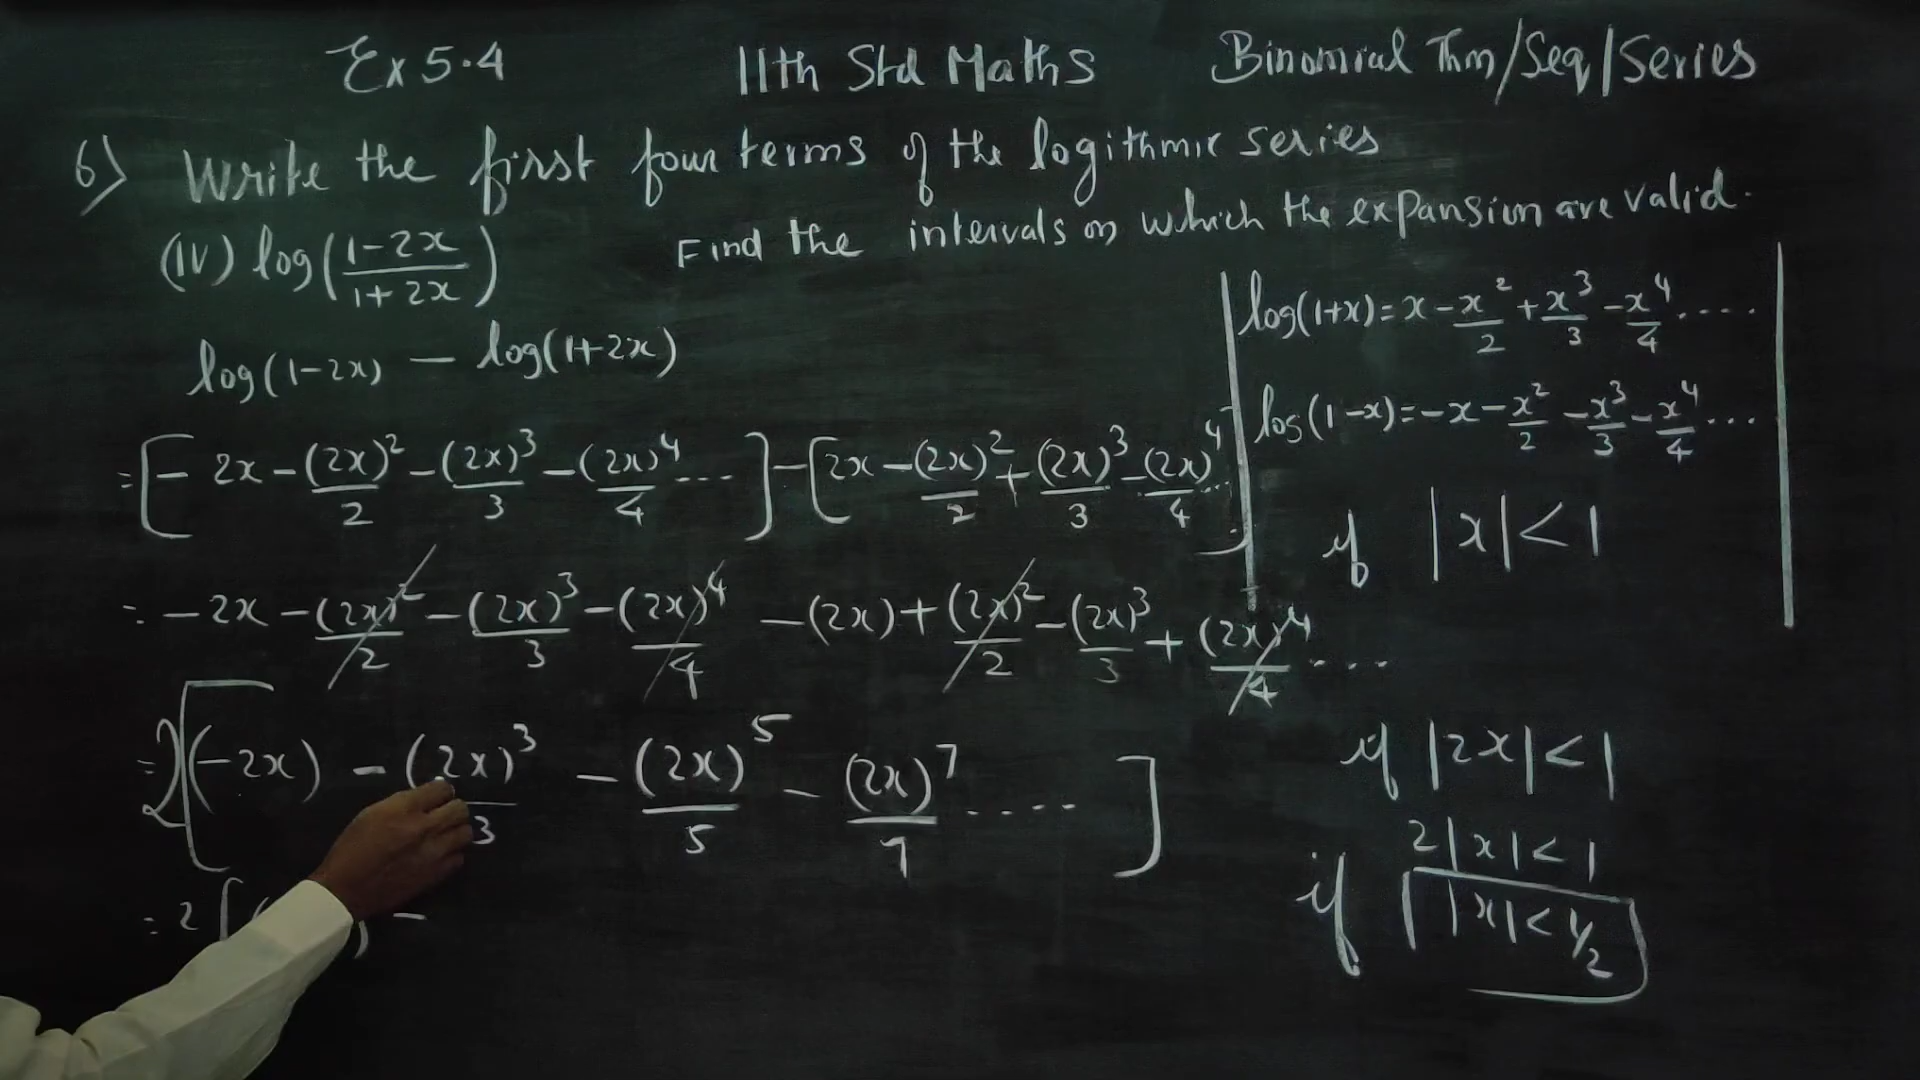 Ex 5.4 11th Std Maths Binomial Thm/Seq/Series
6) Write the first four terms of the logithmic series
Find the intervals on which the expansion are valid.
(IV) log((1-2x)/(1+2x))
log(1-2x) - log(1+2x)
= [- 2x - (2x)²/2 - (2x)³/3 - (2x)⁴/4 ...] - [2x - (2x)²/2 + (2x)³/3 - (2x)⁴/4 ...]
= -2x - (2x)²/2 - (2x)³/3 - (2x)⁴/4 - (2x) + (2x)²/2 - (2x)³/3 + (2x)⁴/4 ....
= 2[(-2x) - (2x)³/3 - (2x)⁵/5 - (2x)⁷/7 .... ]
= 2[ ) -
log(1+x) = x - x²/2 + x³/3 - x⁴/4 ....
log(1-x) = -x - x²/2 - x³/3 - x⁴/4 ...
if |x| < 1
if |2x| < 1
2|x| < 1
if |x| < 1/2